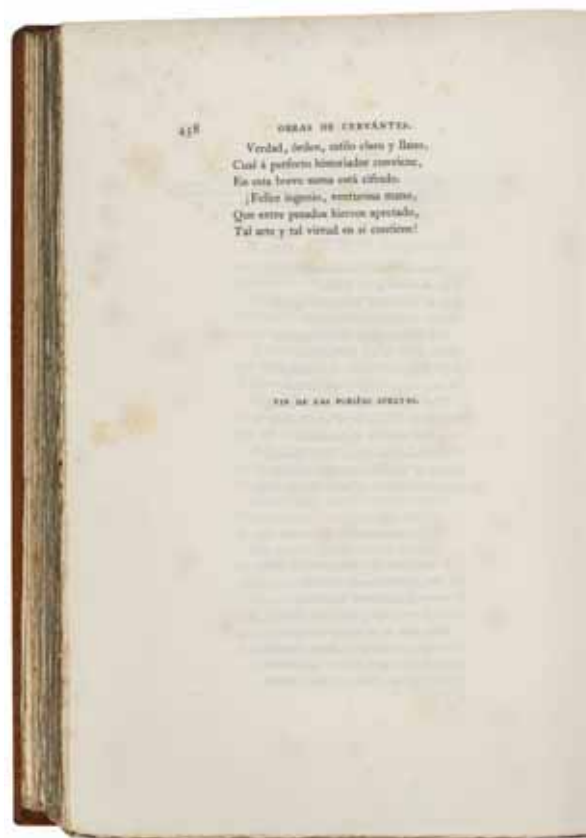 458 OBRAS DE CERVÁNTES.
Verdad, órden, estilo claro y llano,
Cual á perfecto historiador conviene,
En esta breve suma está cifrado.
¡Felice ingenio, venturosa mano,
Que entre pesados hierros apretado,
Tal arte y tal virtud en sí contiene!
FIN DE LAS POESÍAS SUELTAS.